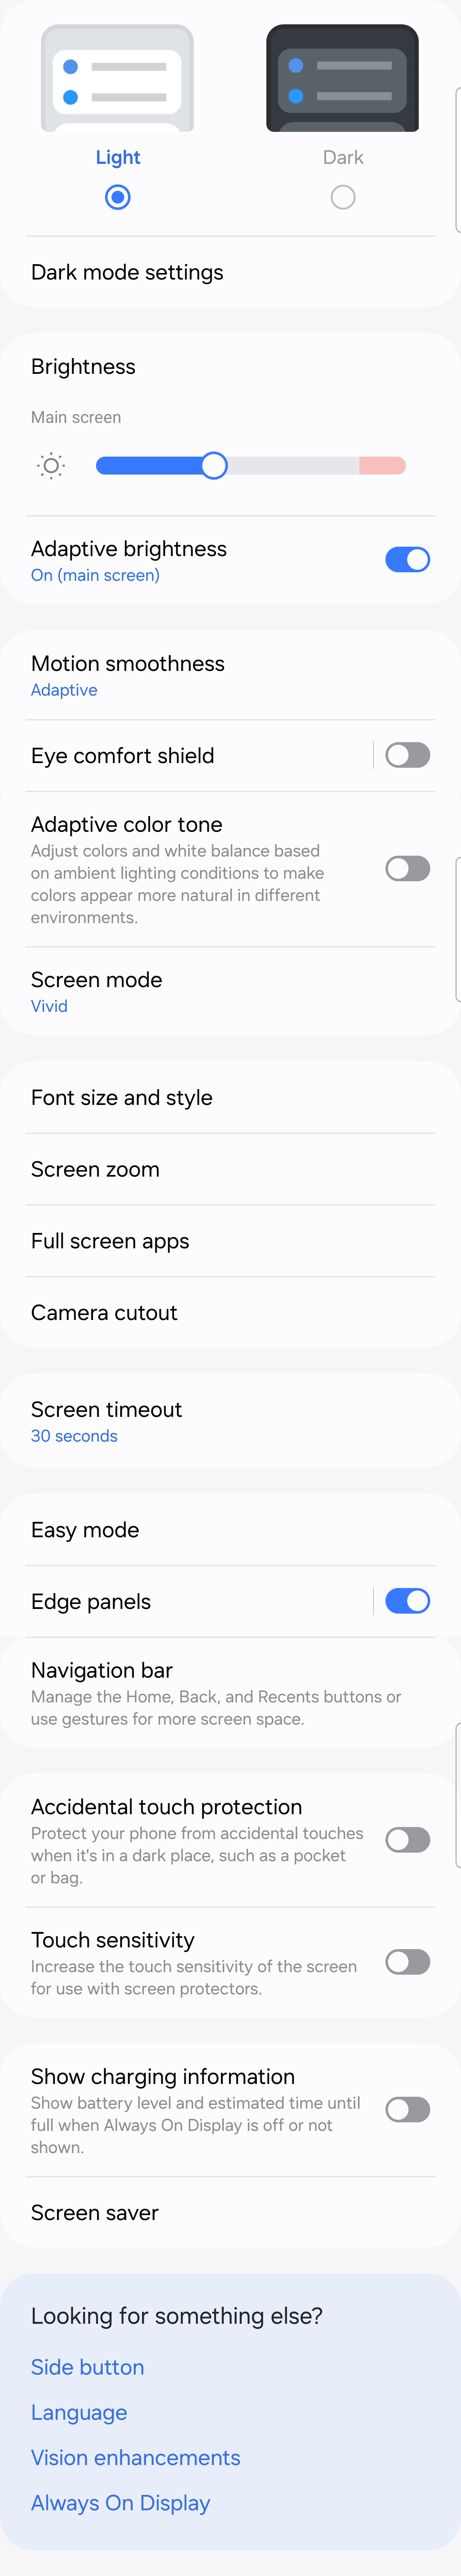 Light
Dark
Dark mode settings
Brightness
Main screen
Adaptive brightness
On (main screen)
Motion smoothness
Adaptive
Eye comfort shield
Adaptive color tone
Adjust colors and white balance based
on ambient lighting conditions to make
colors appear more natural in different
environments.
Screen mode
Vivid
Font size and style
Screen zoom
Full screen apps
Camera cutout
Screen timeout
30 seconds
Easy mode
Edge panels
Navigation bar
Manage the Home, Back, and Recents buttons or
use gestures for more screen space.
Accidental touch protection
Protect your phone from accidental touches
when it's in a dark place, such as a pocket
or bag.
Touch sensitivity
Increase the touch sensitivity of the screen
for use with screen protectors.
Show charging information
Show battery level and estimated time until
full when Always On Display is off or not
shown.
Screen saver
Looking for something else?
Side button
Language
Vision enhancements
Always On Display